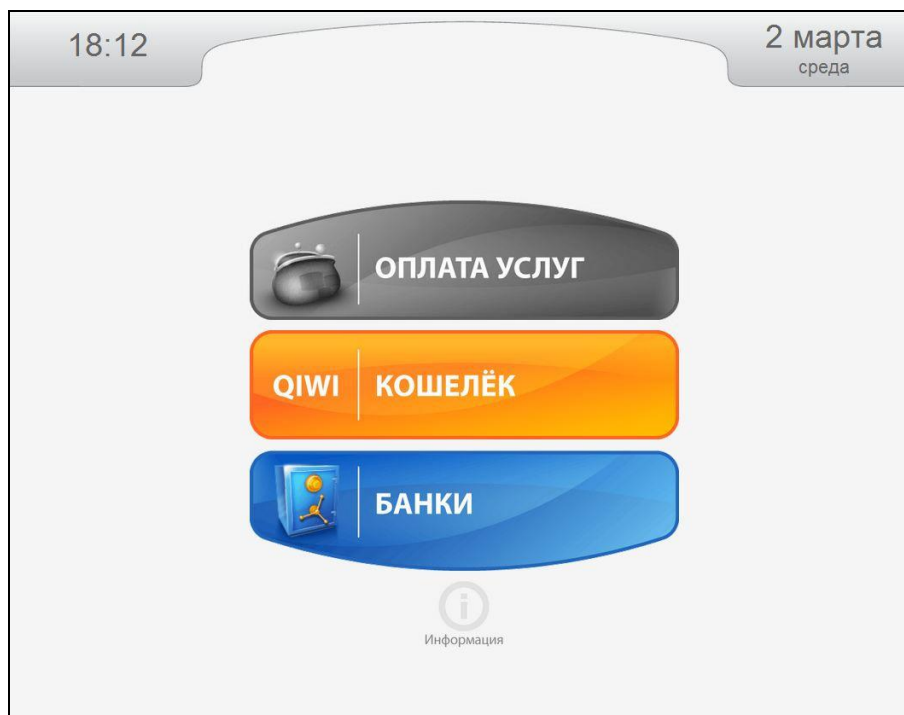 18:12
2 марта
среда
ОПЛАТА УСЛУГ
QIWI КОШЕЛЁК
БАНКИ
Информация